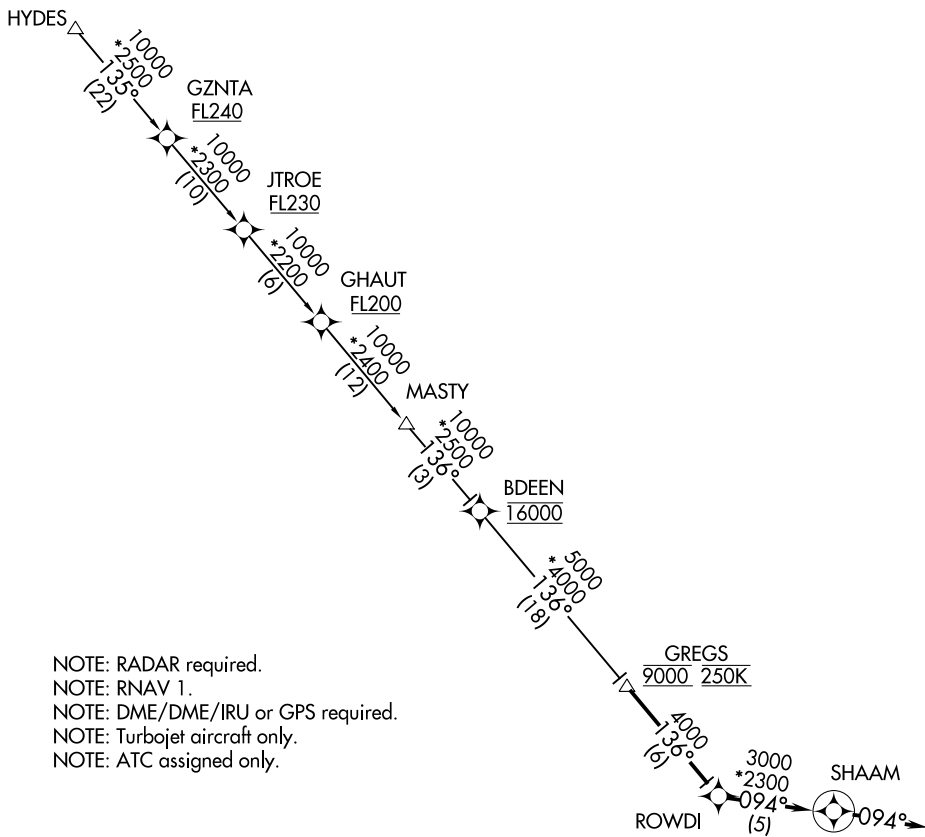 HYDES
10000
*2500
135°
(22)
GZNTA
FL240
10000
*2300
(10)
JTROE
FL230
10000
*2200
(6)
GHAUT
FL200
10000
*2400
(12)
MASTY
10000
*2500
136°
(3)
BDEEN
16000
5000
*4000
136°
(18)
GREGS
9000 250K
4000
136°
(6)
ROWDI
3000
*2300
094°
(5)
SHAAM
094°
NOTE: RADAR required.
NOTE: RNAV 1.
NOTE: DME/DME/IRU or GPS required.
NOTE: Turbojet aircraft only.
NOTE: ATC assigned only.